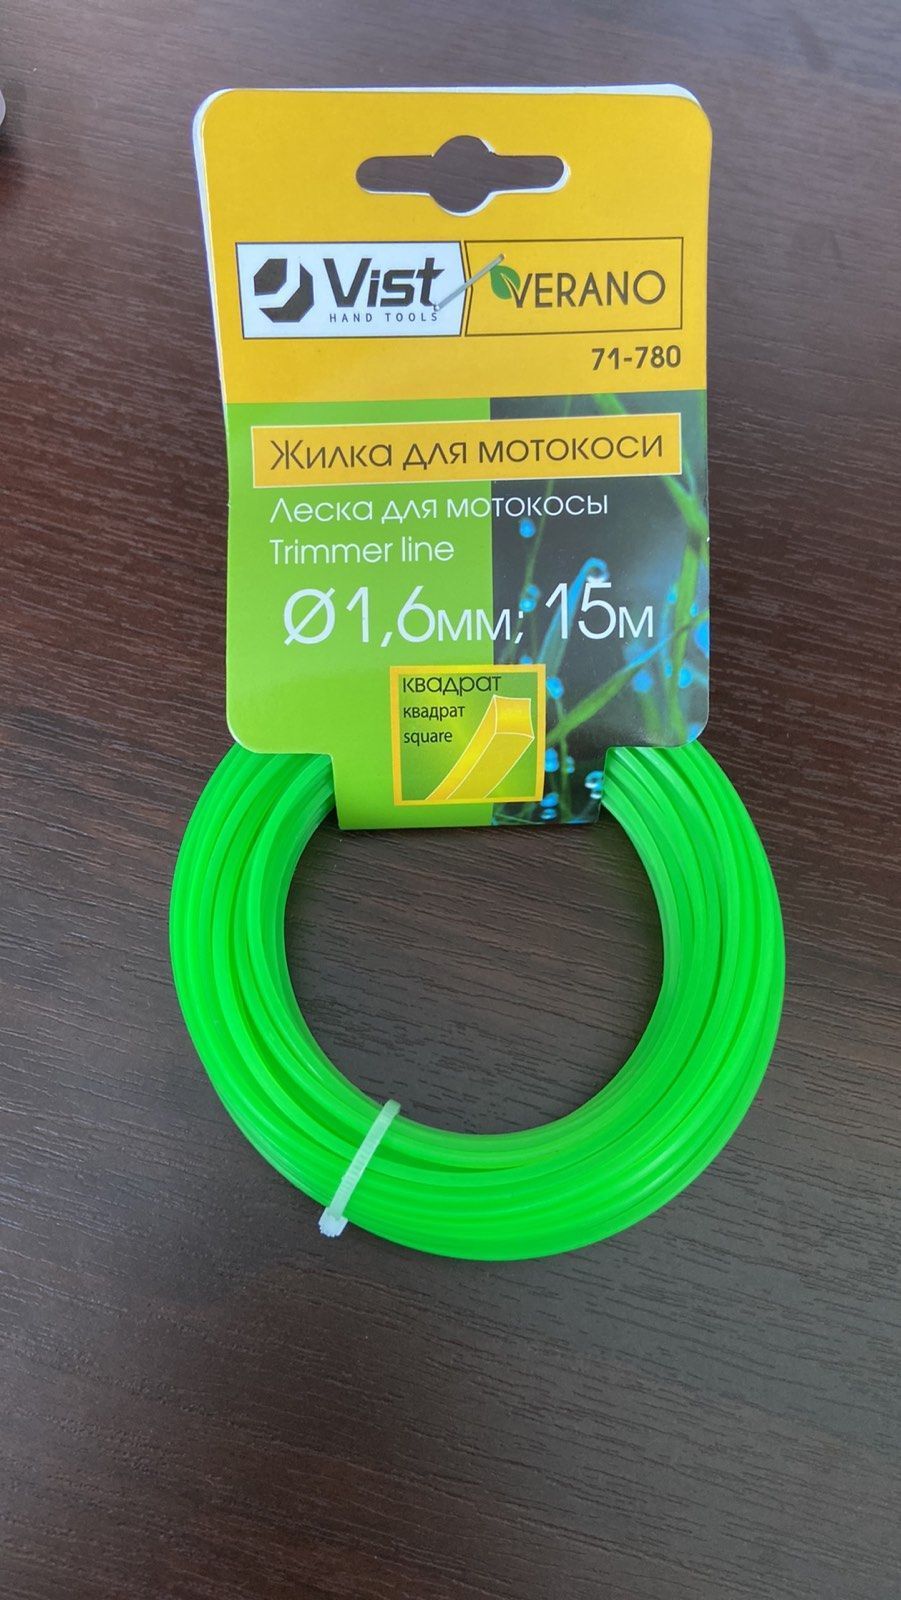 Vist
HAND TOOLS
VERANO
71-780
Жилка для мотокоси
Леска для мотокосы
Trimmer line
Ø1,6мм; 15м
квадрат
квадрат
square